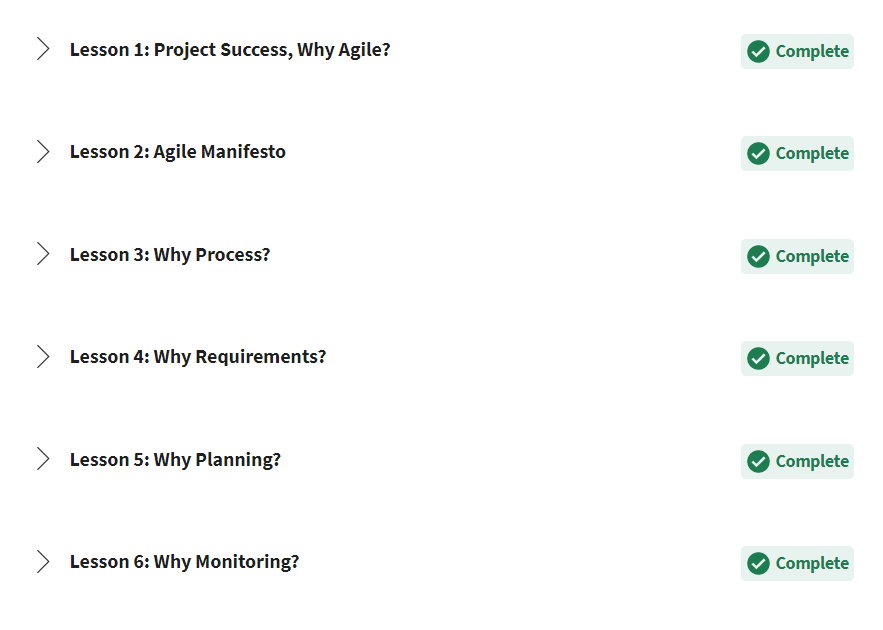 Lesson 1: Project Success, Why Agile?
Complete
Lesson 2: Agile Manifesto
Complete
Lesson 3: Why Process?
Complete
Lesson 4: Why Requirements?
Complete
Lesson 5: Why Planning?
Complete
Lesson 6: Why Monitoring?
Complete